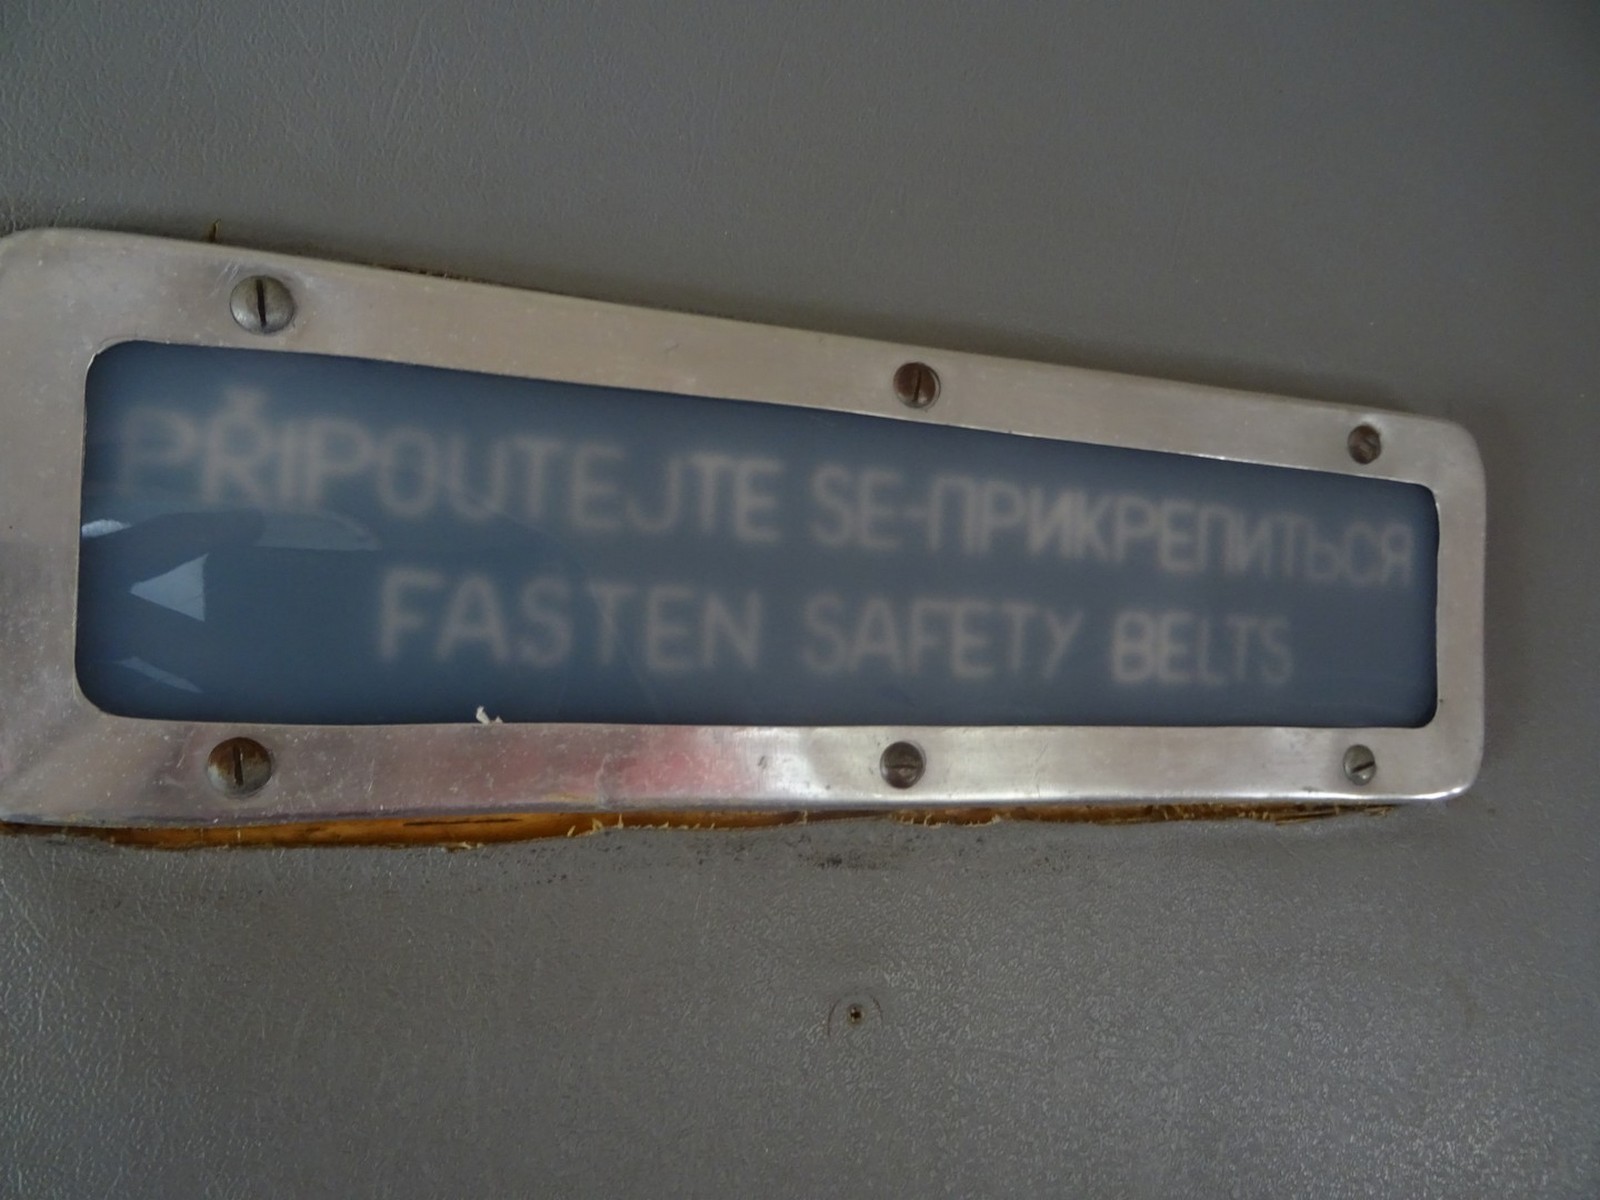 PŘIPOUTEJTE SE-ПРИКРЕПИТЬСЯ
FASTEN SAFETY BELTS